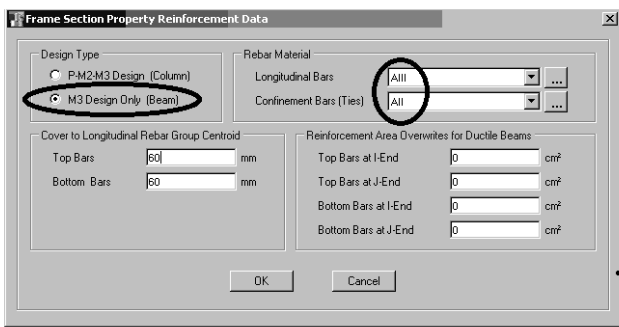 Frame Section Property Reinforcement Data
Design Type
P-M2-M3 Design (Column)
M3 Design Only (Beam)
Rebar Material
Longitudinal Bars AIII ...
Confinement Bars (Ties) AII ...
Cover to Longitudinal Rebar Group Centroid
Top Bars 60 mm
Bottom Bars 60 mm
Reinforcement Area Overwrites for Ductile Beams
Top Bars at I-End 0 cm²
Top Bars at J-End 0 cm²
Bottom Bars at I-End 0 cm²
Bottom Bars at J-End 0 cm²
OK Cancel